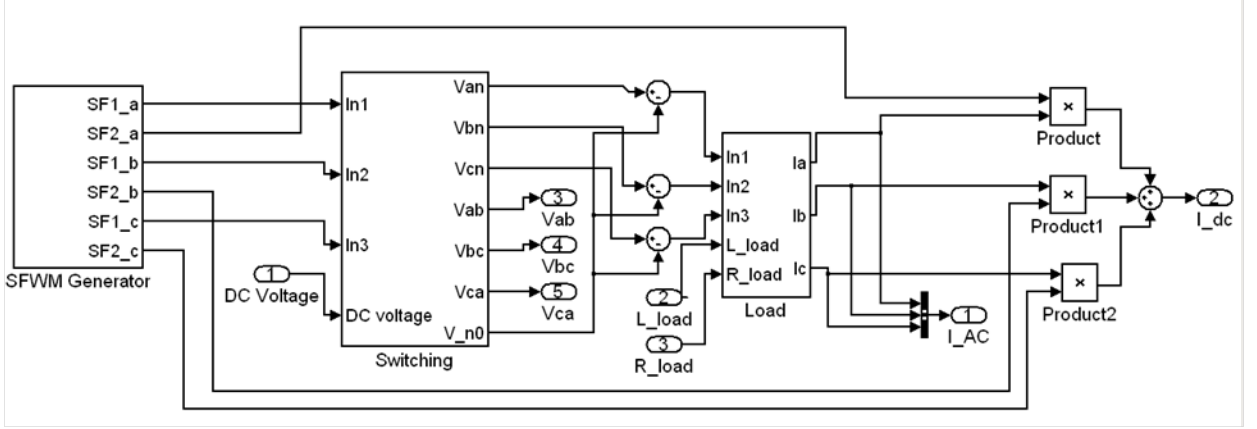 SF1_a
SF2_a
SF1_b
SF2_b
SF1_c
SF2_c
SFWM Generator
1
DC Voltage
In1
In2
In3
DC voltage
Van
Vbn
Vcn
Vab
Vbc
Vca
V_n0
Switching
3
Vab
4
Vbc
5
Vca
2
L_load
3
R_load
In1
In2
In3
L_load
R_load
Ia
Ib
Ic
Load
×
Product
×
Product1
×
Product2
1
I_AC
2
I_dc